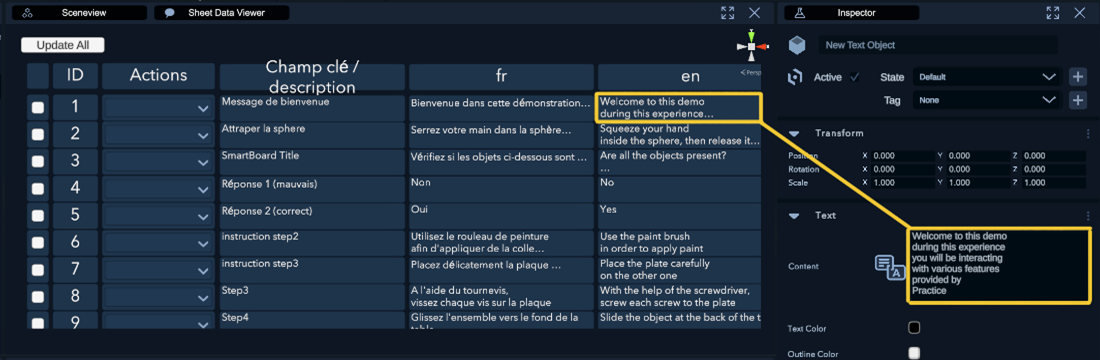 Sceneview
Sheet Data Viewer
Inspector
Update All
ID
Actions
Champ clé /
description
fr
en
< Persp
1
Message de bienvenue
Bienvenue dans cette démonstration...
Welcome to this demo
during this experience...
2
Attraper la sphere
Serrez votre main dans la sphère...
Squeeze your hand
inside the sphere, then release it...
3
SmartBoard Title
Vérifiez si les objets ci-dessous sont ...
Are all the objects present?
...
4
Réponse 1 (mauvais)
Non
No
5
Réponse 2 (correct)
Oui
Yes
6
instruction step2
Utilisez le rouleau de peinture
afin d'appliquer de la colle...
Use the paint brush
in order to apply paint
7
instruction step3
Placez délicatement la plaque ...
Place the plate carefully
on the other one
8
Step3
A l'aide du tournevis,
vissez chaque vis sur la plaque
With the help of the screwdriver,
screw each screw to the plate
9
Step4
Glissez l'ensemble vers le fond de la
table
Slide the object at the back of the t
New Text Object
Active
State
Default
Tag
None
Transform
Position X 0.000 Y 0.000 Z 0.000
Rotation X 0.000 Y 0.000 Z 0.000
Scale X 1.000 Y 1.000 Z 1.000
Text
Content
Welcome to this demo
during this experience
you will be interacting
with various features
provided by
Practice
Text Color
Outline Color